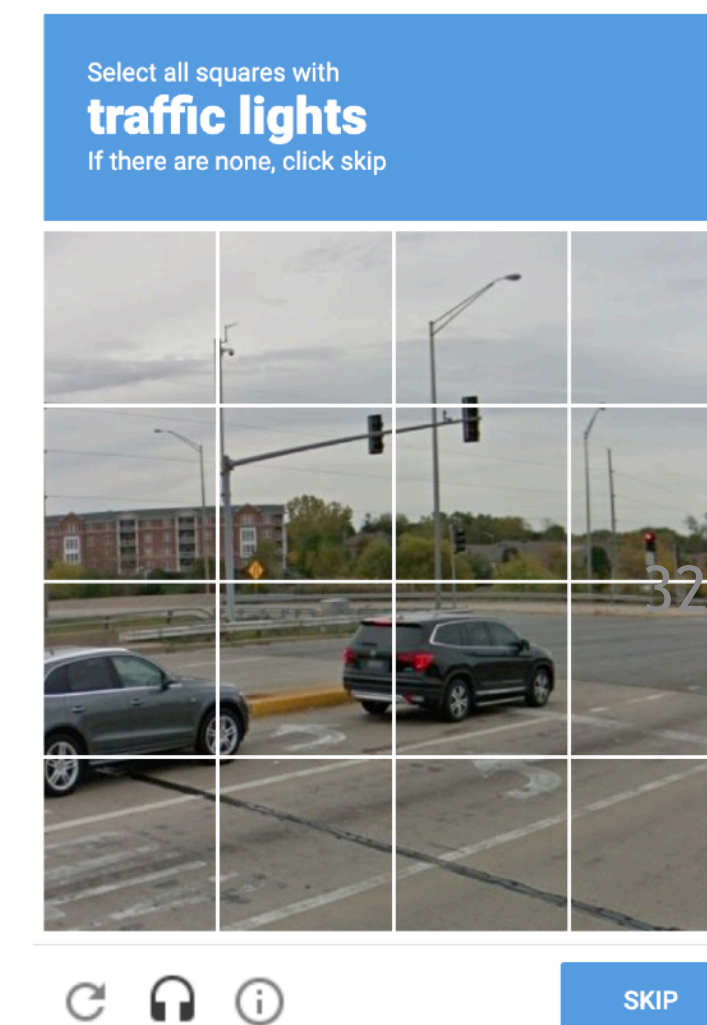 Select all squares with
traffic lights
If there are none, click skip
32
SKIP